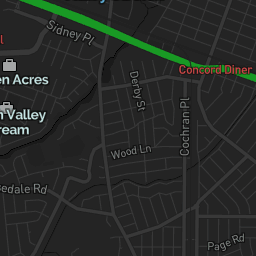 Sidney Pl
Concord Diner
en Acres
Derby St
n Valley
ream
Cochran Pl
Wood Ln
edale Rd
Page Rd